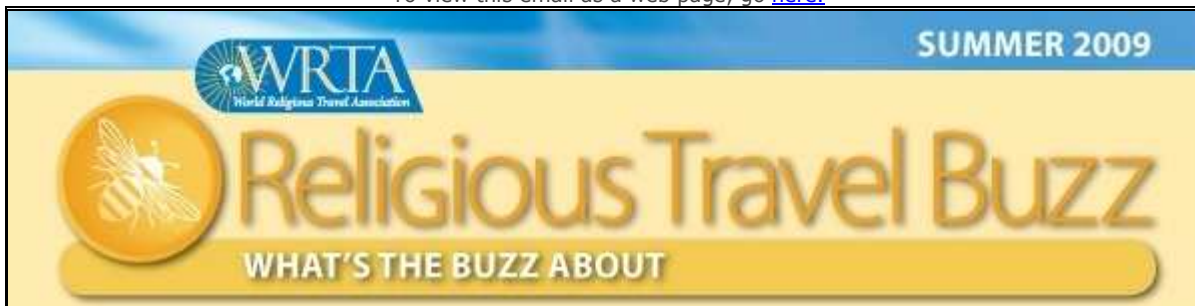 To view this email as a web page, go here.
SUMMER 2009
WRTA
World Religious Travel Association
Religious Travel Buzz
WHAT'S THE BUZZ ABOUT